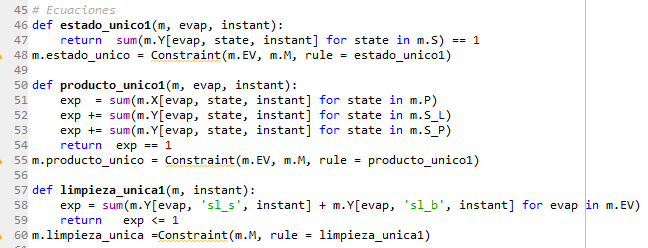 45 # Ecuaciones
46 def estado_unico1(m, evap, instant):
47     return  sum(m.Y[evap, state, instant] for state in m.S) == 1
48 m.estado_unico = Constraint(m.EV, m.M, rule = estado_unico1)
49
50 def producto_unico1(m, evap, instant):
51     exp  = sum(m.X[evap, state, instant] for state in m.P)
52     exp += sum(m.Y[evap, state, instant] for state in m.S_L)
53     exp += sum(m.Y[evap, state, instant] for state in m.S_P)
54     return  exp == 1
55 m.producto_unico = Constraint(m.EV, m.M, rule = producto_unico1)
56
57 def limpieza_unica1(m, instant):
58     exp = sum(m.Y[evap, 'sl_s', instant] + m.Y[evap, 'sl_b', instant] for evap in m.EV)
59     return   exp <= 1
60 m.limpieza_unica =Constraint(m.M, rule = limpieza_unica1)